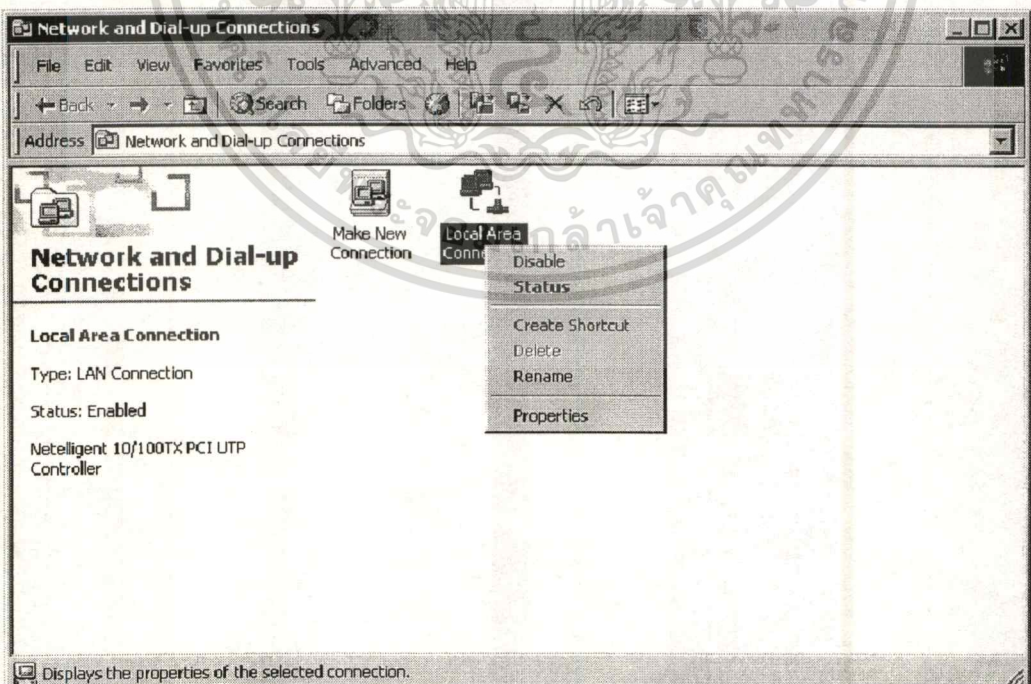 Network and Dial-up Connections
File Edit View Favorites Tools Advanced Help
Back Search Folders
Address Network and Dial-up Connections
Make New
Connection
Local Area
Network and Dial-up
Connections
Local Area Connection
Type: LAN Connection
Status: Enabled
Netelligent 10/100TX PCI UTP
Controller
Disable
Status
Create Shortcut
Delete
Rename
Properties
Displays the properties of the selected connection.